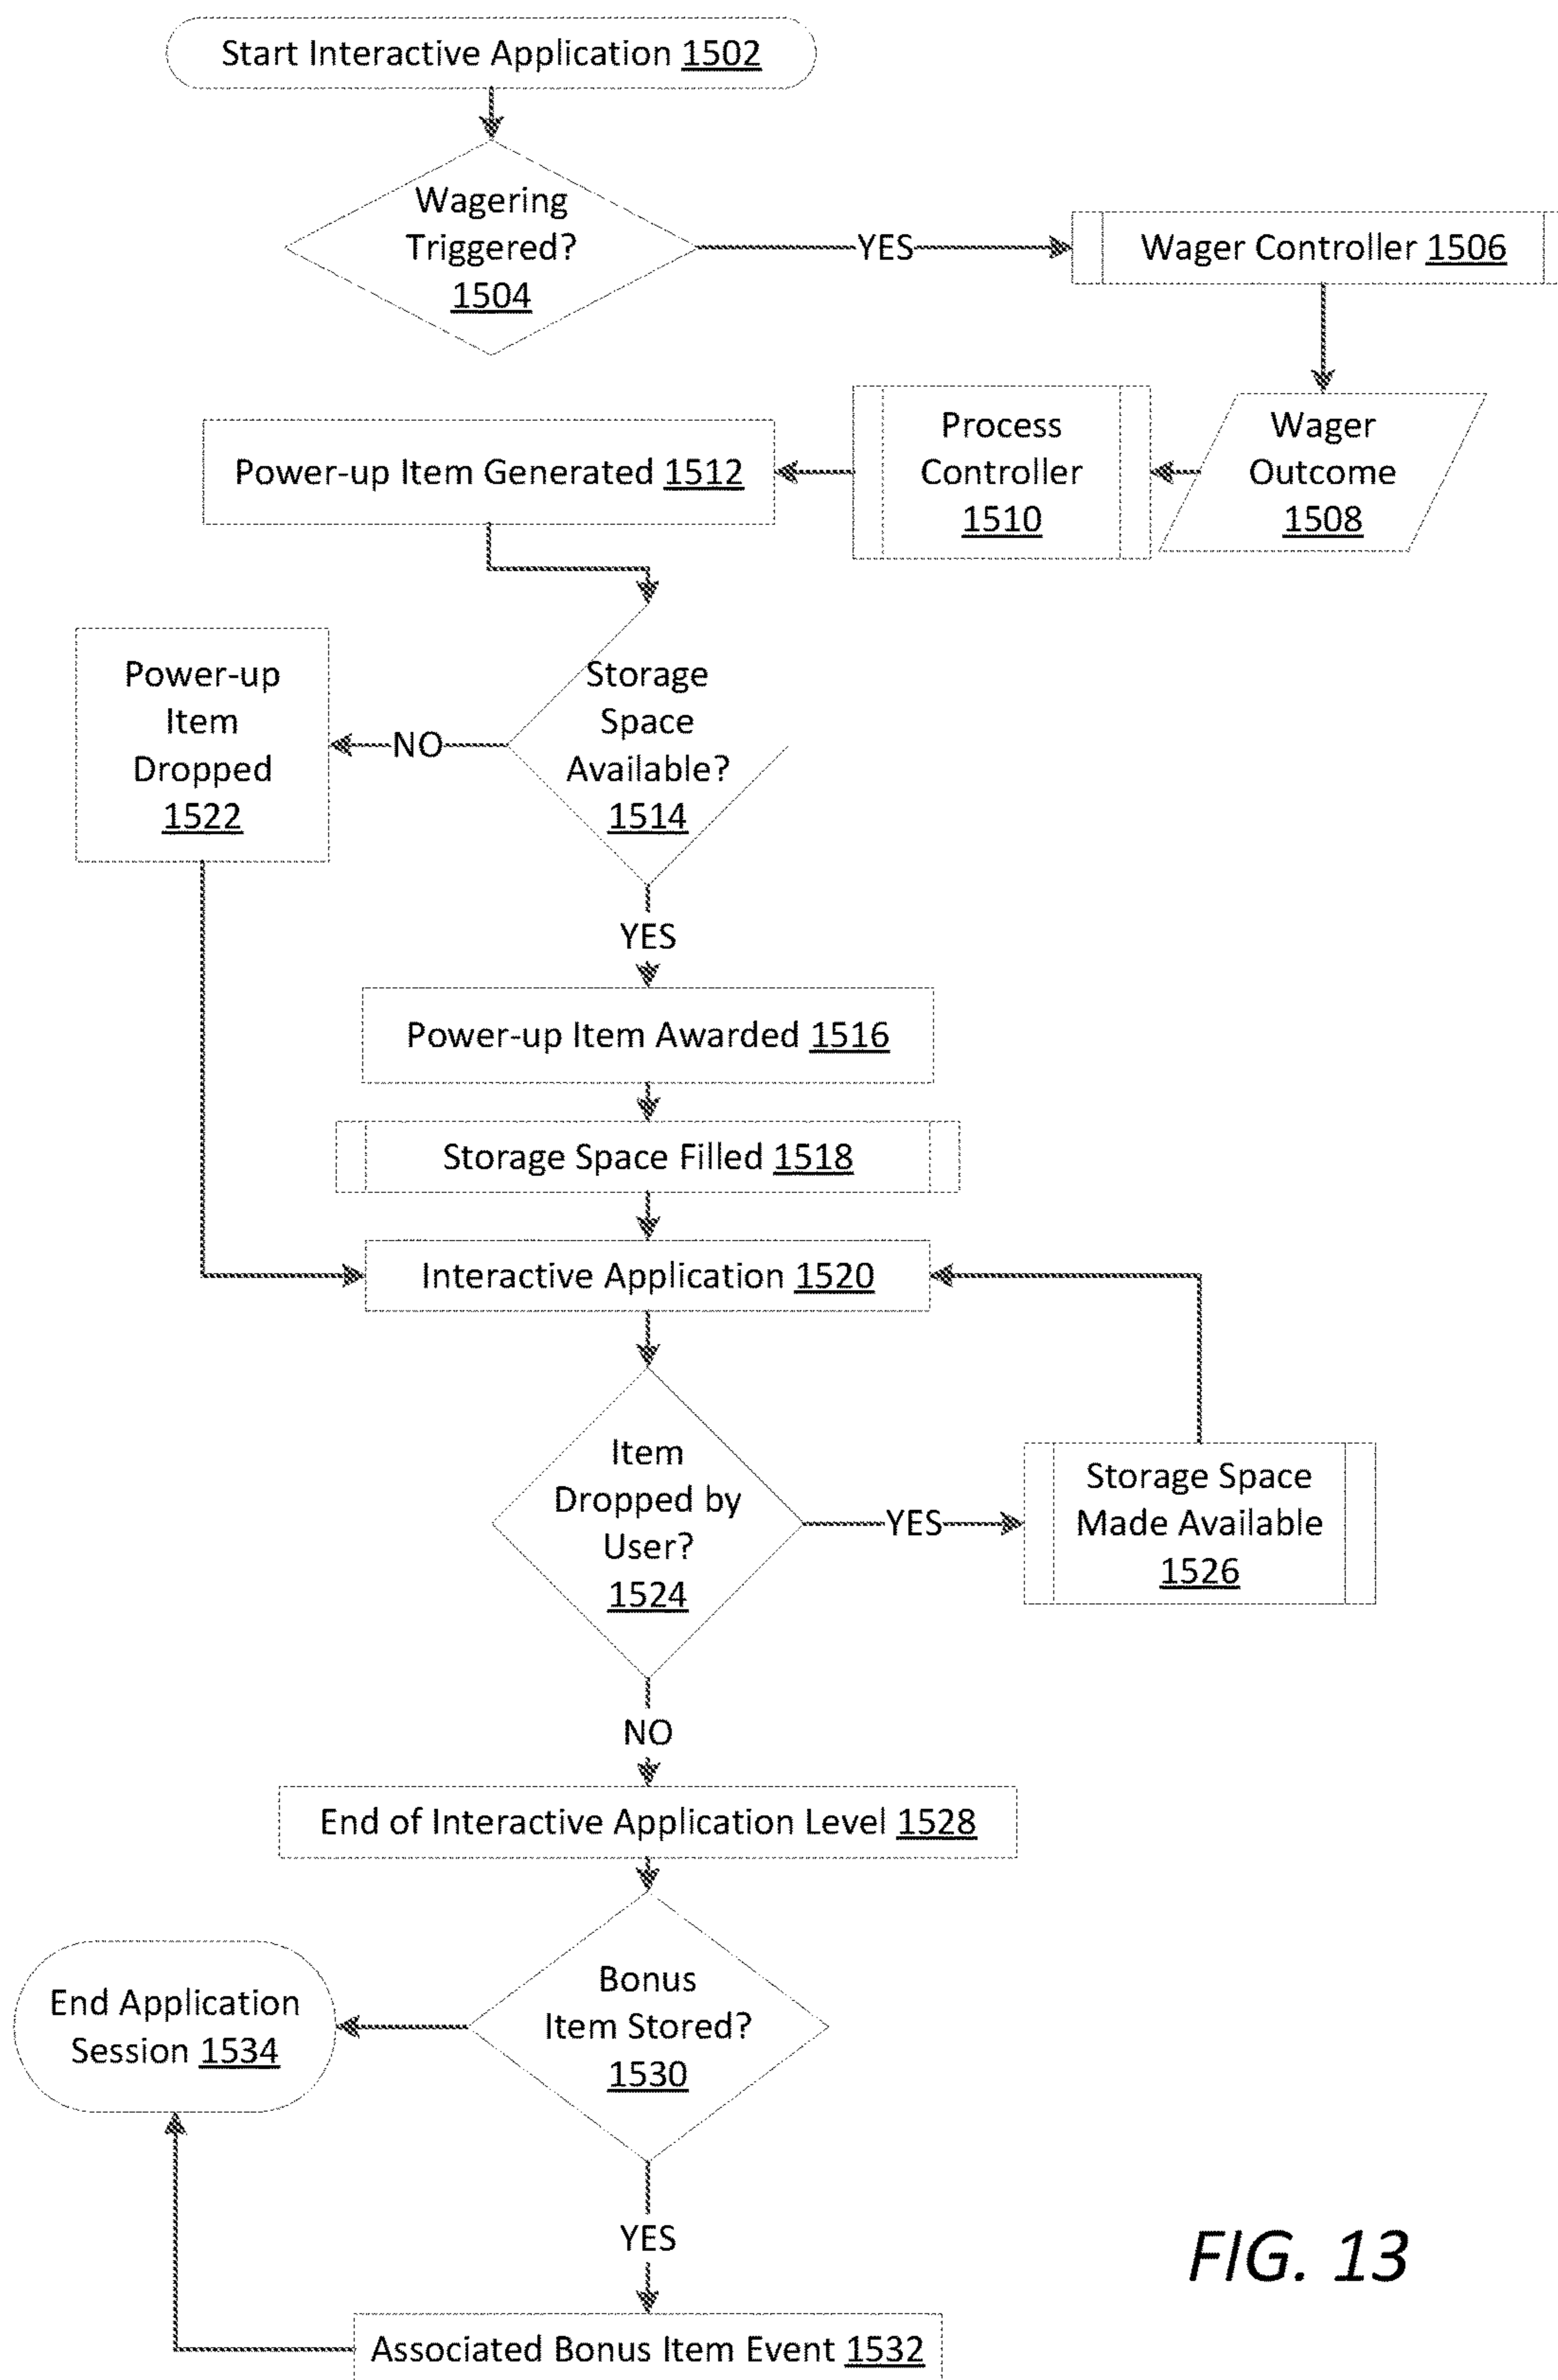 Start Interactive Application 1502
Wagering
Triggered?
1504
YES
Wager Controller 1506
Wager
Outcome
1508
Process
Controller
1510
Power-up Item Generated 1512
Storage
Space
Available?
1514
NO
Power-up
Item
Dropped
1522
YES
Power-up Item Awarded 1516
Storage Space Filled 1518
Interactive Application 1520
Item
Dropped by
User?
1524
YES
Storage Space
Made Available
1526
NO
End of Interactive Application Level 1528
Bonus
Item Stored?
1530
End Application
Session 1534
YES
Associated Bonus Item Event 1532
FIG. 13